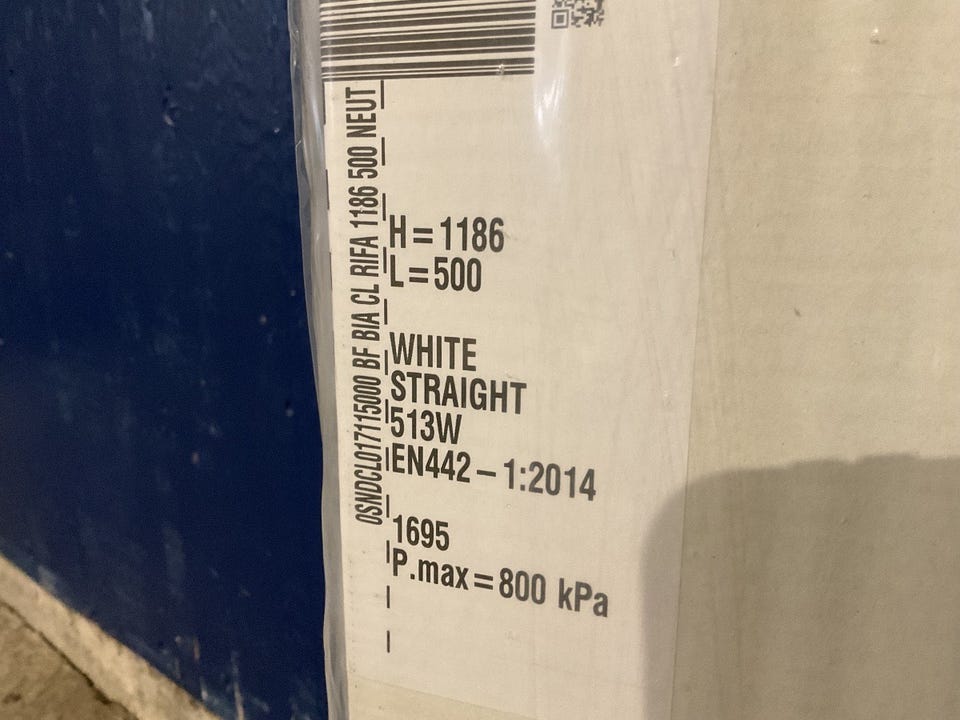 0SNDCL017115000 BF BIA CL RIFA 1186 500 NEUT
H=1186
L=500
WHITE
STRAIGHT
513W
EN442-1:2014
1695
P.max=800 kPa